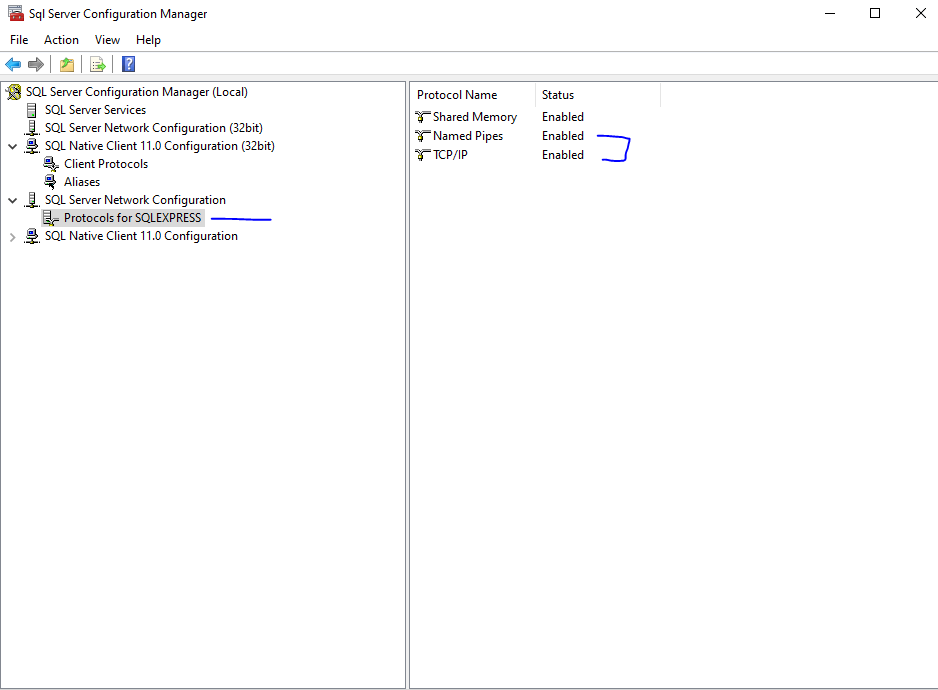 Sql Server Configuration Manager
File Action View Help
SQL Server Configuration Manager (Local)
SQL Server Services
SQL Server Network Configuration (32bit)
SQL Native Client 11.0 Configuration (32bit)
Client Protocols
Aliases
SQL Server Network Configuration
Protocols for SQLEXPRESS
SQL Native Client 11.0 Configuration
Protocol Name Status
Shared Memory Enabled
Named Pipes Enabled
TCP/IP Enabled